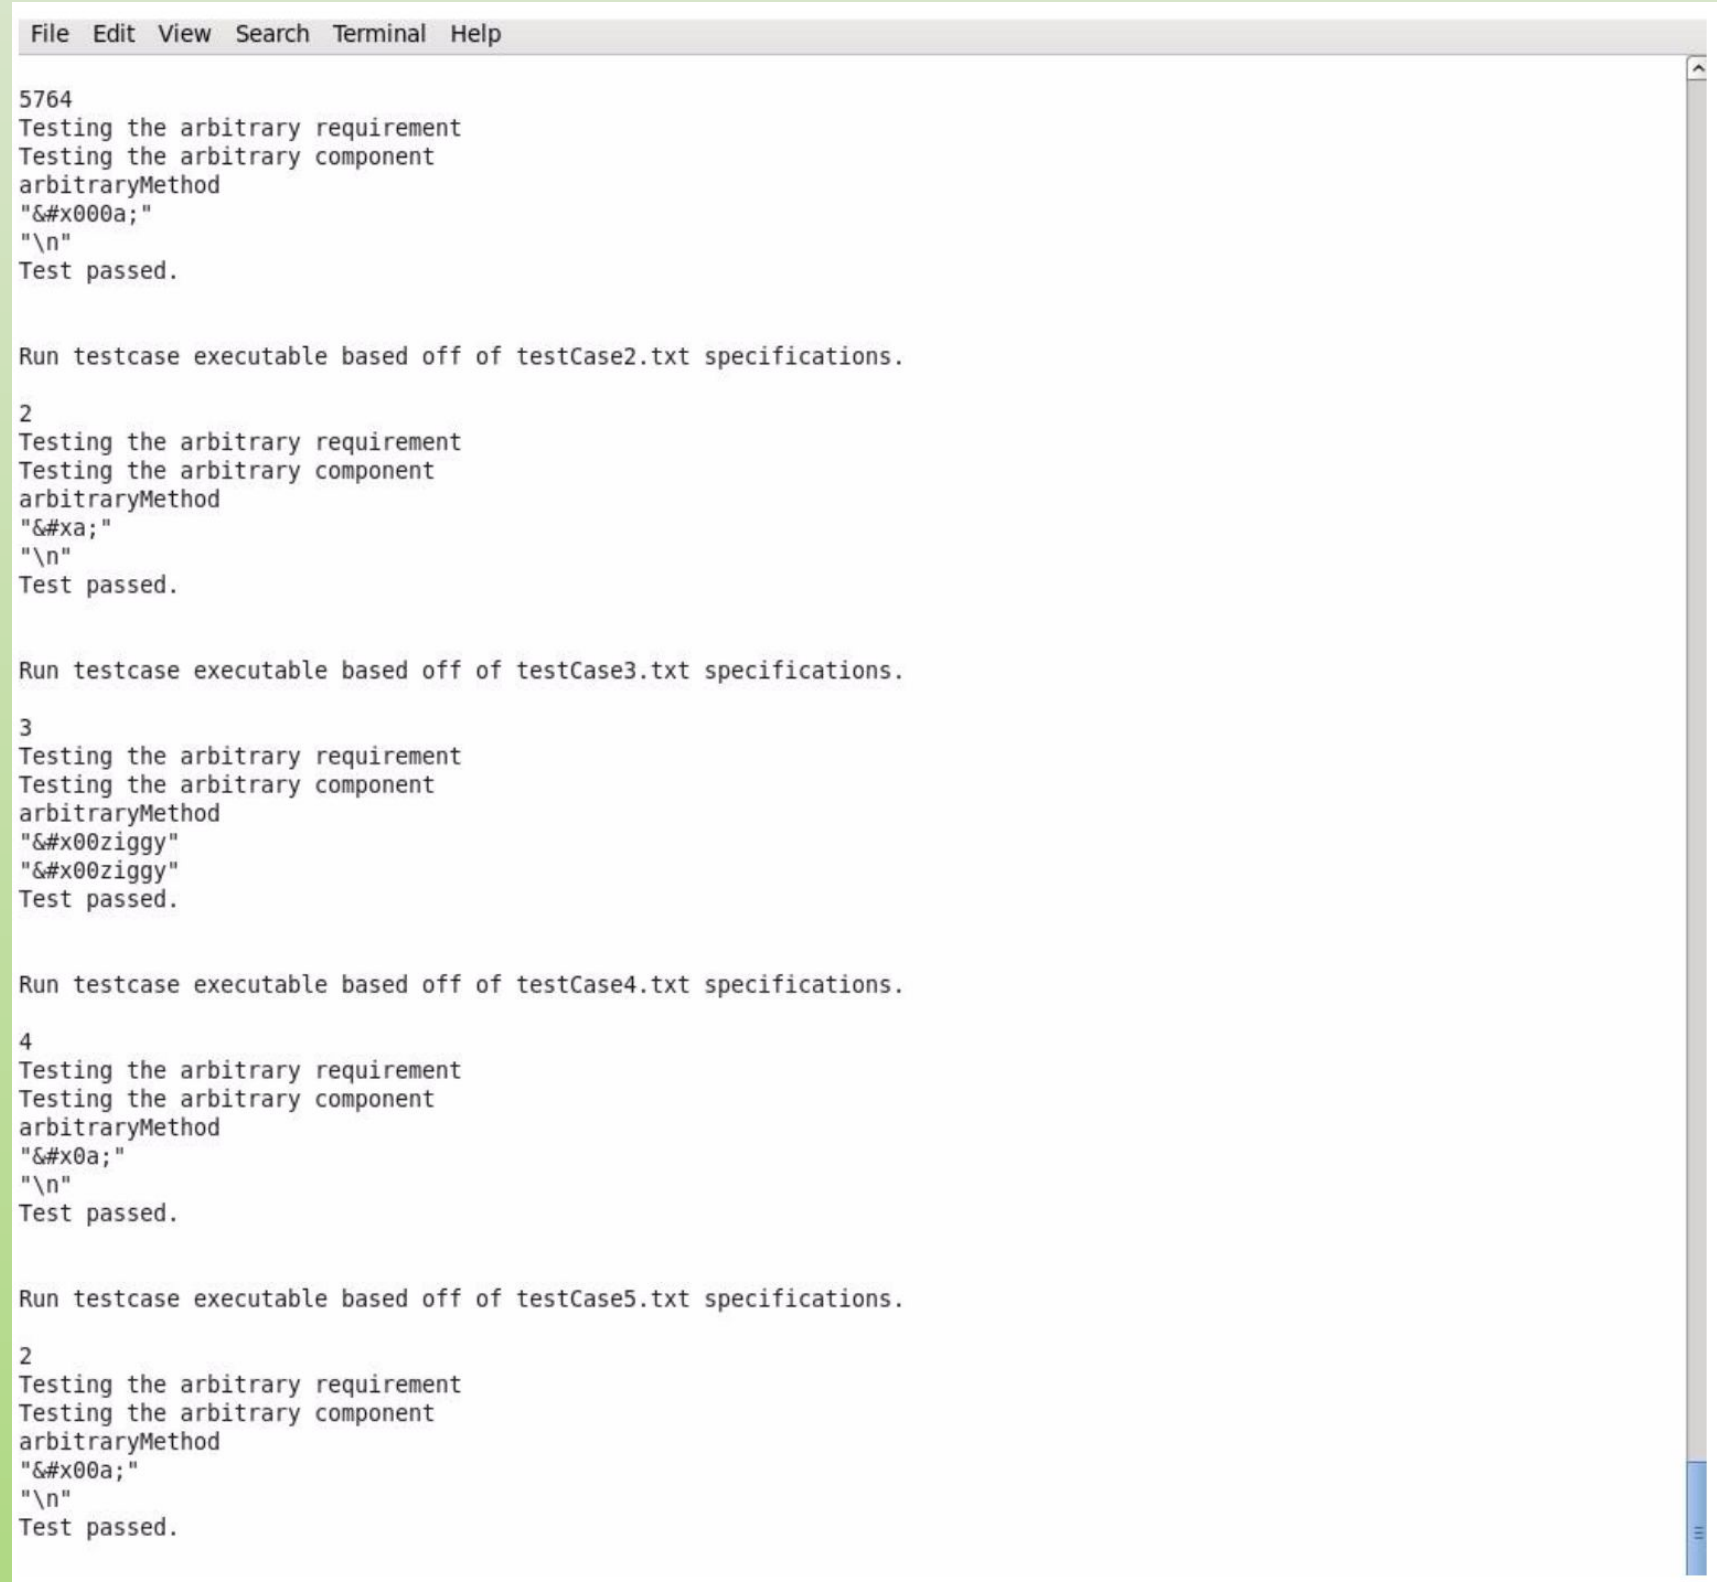 File Edit View Search Terminal Help
5764
Testing the arbitrary requirement
Testing the arbitrary component
arbitraryMethod
"&#x000a;"
"\n"
Test passed.
Run testcase executable based off of testCase2.txt specifications.
2
Testing the arbitrary requirement
Testing the arbitrary component
arbitraryMethod
"&#xa;"
"\n"
Test passed.
Run testcase executable based off of testCase3.txt specifications.
3
Testing the arbitrary requirement
Testing the arbitrary component
arbitraryMethod
"&#x00ziggy"
"&#x00ziggy"
Test passed.
Run testcase executable based off of testCase4.txt specifications.
4
Testing the arbitrary requirement
Testing the arbitrary component
arbitraryMethod
"&#x0a;"
"\n"
Test passed.
Run testcase executable based off of testCase5.txt specifications.
2
Testing the arbitrary requirement
Testing the arbitrary component
arbitraryMethod
"&#x00a;"
"\n"
Test passed.